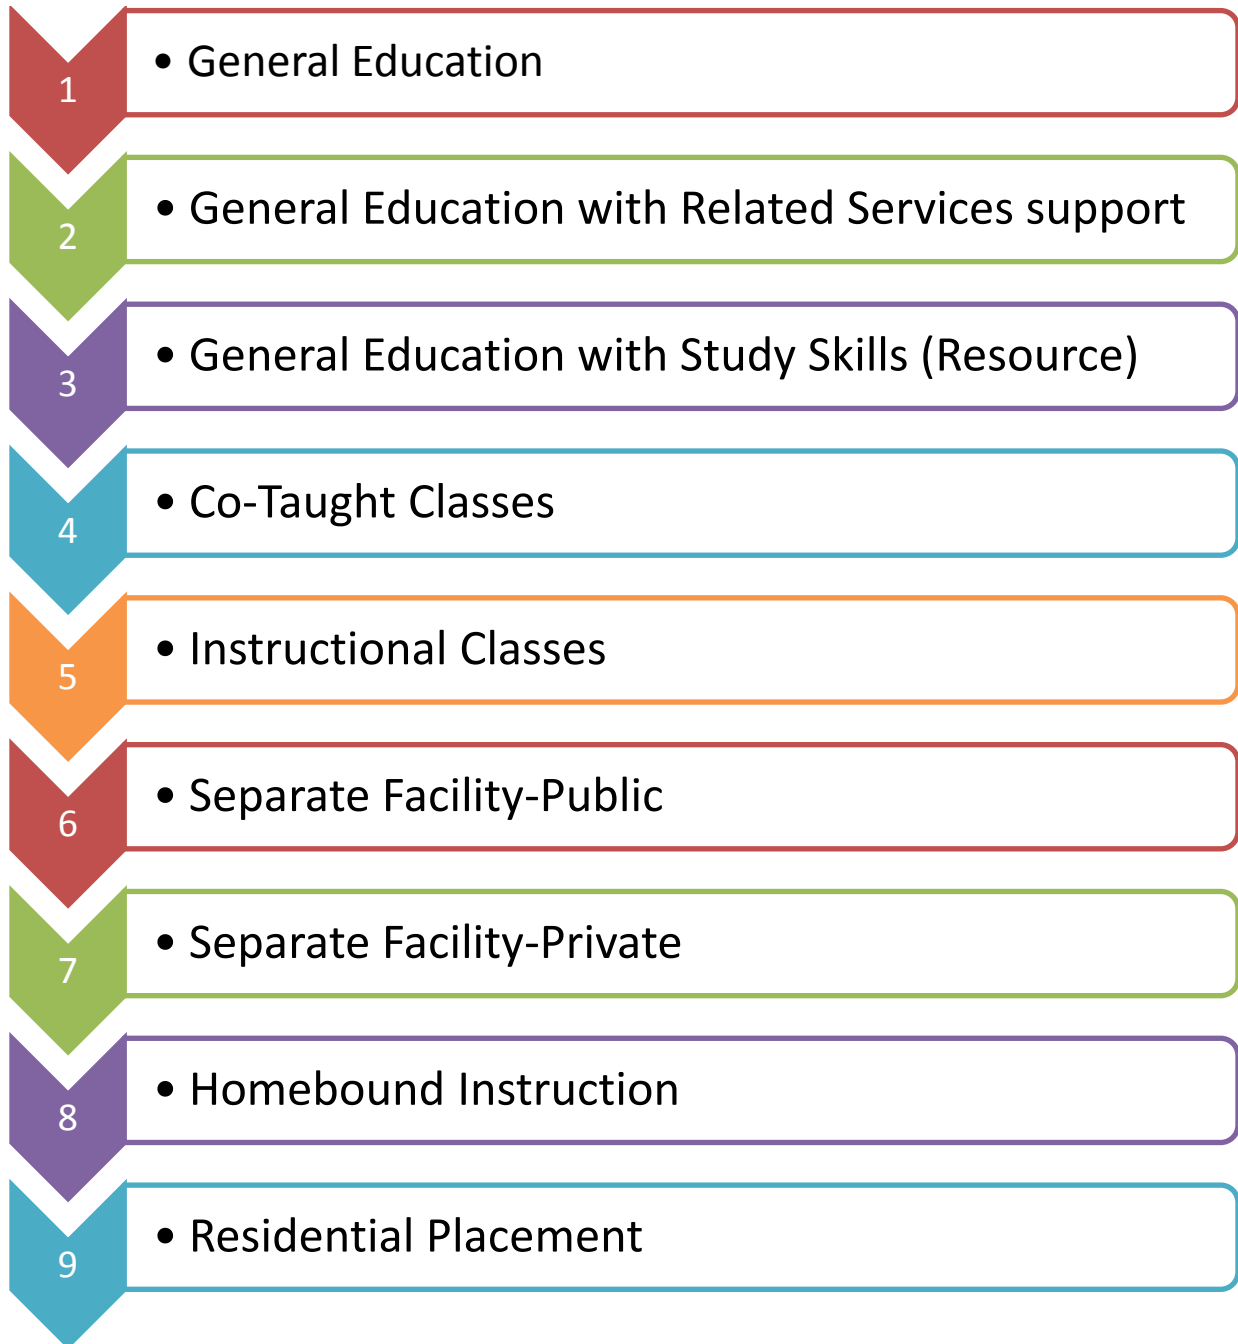 1
• General Education
2
• General Education with Related Services support
3
• General Education with Study Skills (Resource)
4
• Co-Taught Classes
5
• Instructional Classes
6
• Separate Facility-Public
7
• Separate Facility-Private
8
• Homebound Instruction
9
• Residential Placement